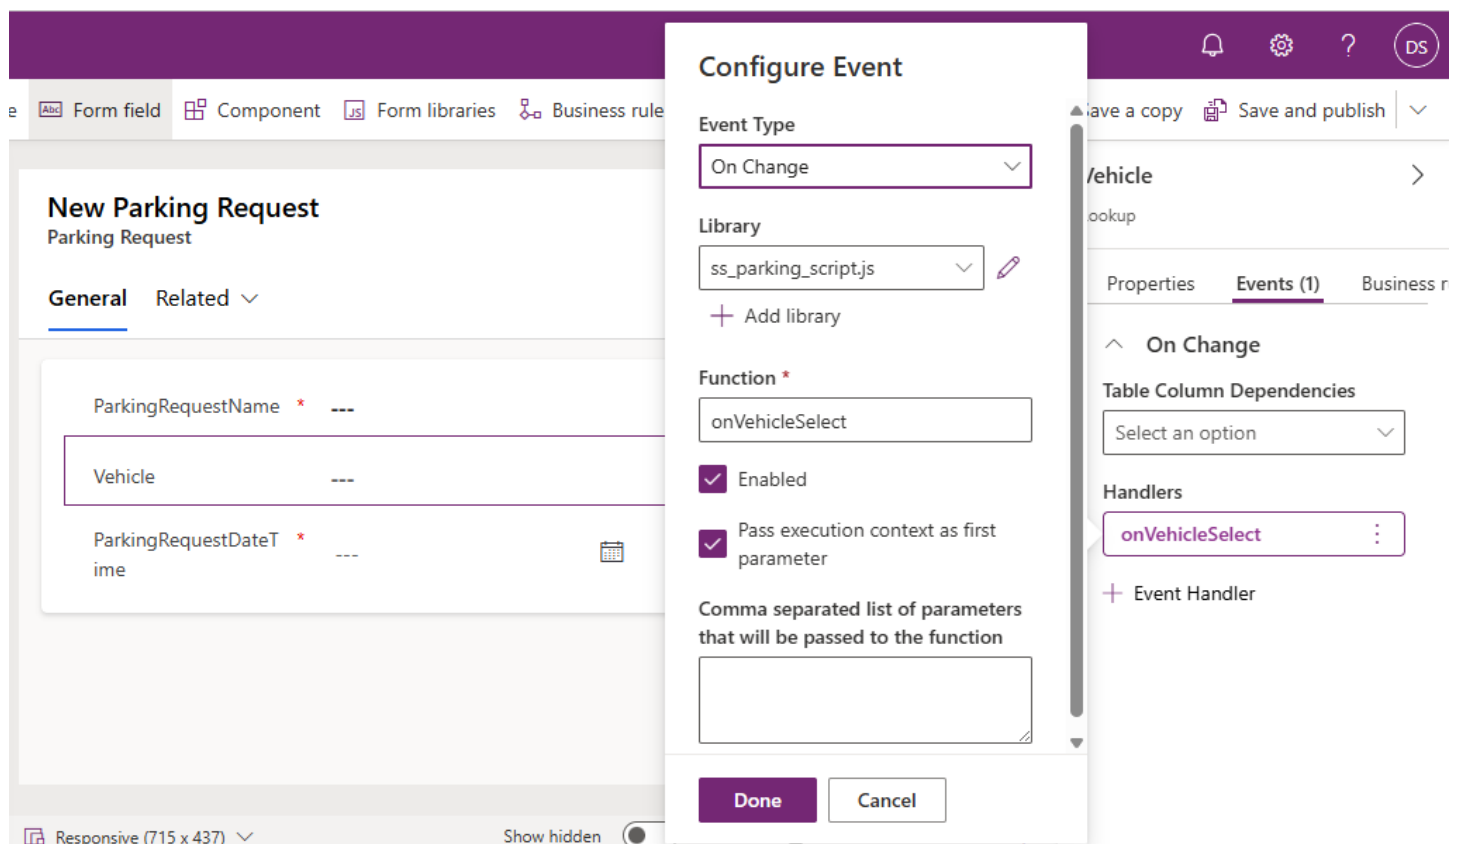 DS
e
Abc Form field
Component
JS Form libraries
Business rule
ave a copy
Save and publish
New Parking Request
Parking Request
General
Related
ParkingRequestName *
---
Vehicle
---
ParkingRequestDateT
ime
*
---
Responsive (715 x 437)
Show hidden
Configure Event
Event Type
On Change
Library
ss_parking_script.js
Add library
Function *
onVehicleSelect
Enabled
Pass execution context as first
parameter
Comma separated list of parameters
that will be passed to the function
Done
Cancel
Vehicle
ookup
Properties
Events (1)
Business r
On Change
Table Column Dependencies
Select an option
Handlers
onVehicleSelect
Event Handler